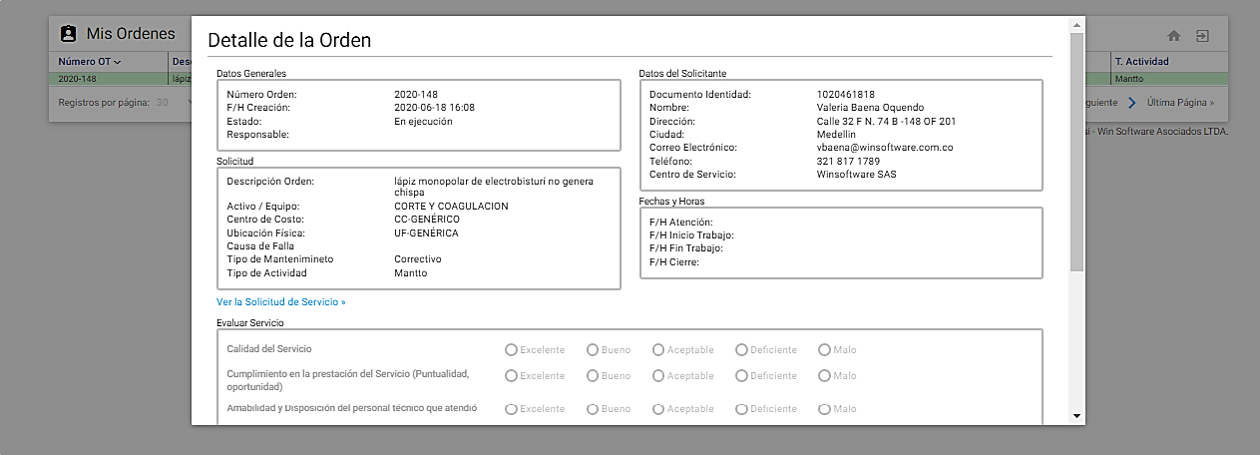 Mis Ordenes
Número OT
Des
T. Actividad
2020-148
lápiz
Mantto
Registros por página: 30
guiente
Última Página »
si - Win Software Asociados LTDA.
Detalle de la Orden
Datos Generales
Número Orden: 2020-148
F/H Creación: 2020-06-18 16:08
Estado: En ejecución
Responsable:
Solicitud
Descripción Orden: lápiz monopolar de electrobisturí no genera
chispa
Activo / Equipo: CORTE Y COAGULACION
Centro de Costo: CC-GENÉRICO
Ubicación Física: UF-GENÉRICA
Causa de Falla
Tipo de Mantenimineto Correctivo
Tipo de Actividad Mantto
Ver la Solicitud de Servicio »
Datos del Solicitante
Documento Identidad: 1020461818
Nombre: Valeria Baena Oquendo
Dirección: Calle 32 F N. 74 B -148 OF 201
Ciudad: Medellin
Correo Electrónico: vbaena@winsoftware.com.co
Teléfono: 321 817 1789
Centro de Servicio: Winsoftware SAS
Fechas y Horas
F/H Atención:
F/H Inicio Trabajo:
F/H Fin Trabajo:
F/H Cierre:
Evaluar Servicio
Calidad del Servicio Excelente Bueno Aceptable Deficiente Malo
Cumplimiento en la prestación del Servicio (Puntualidad,
oportunidad) Excelente Bueno Aceptable Deficiente Malo
Amabilidad y Disposición del personal técnico que atendió Excelente Bueno Aceptable Deficiente Malo